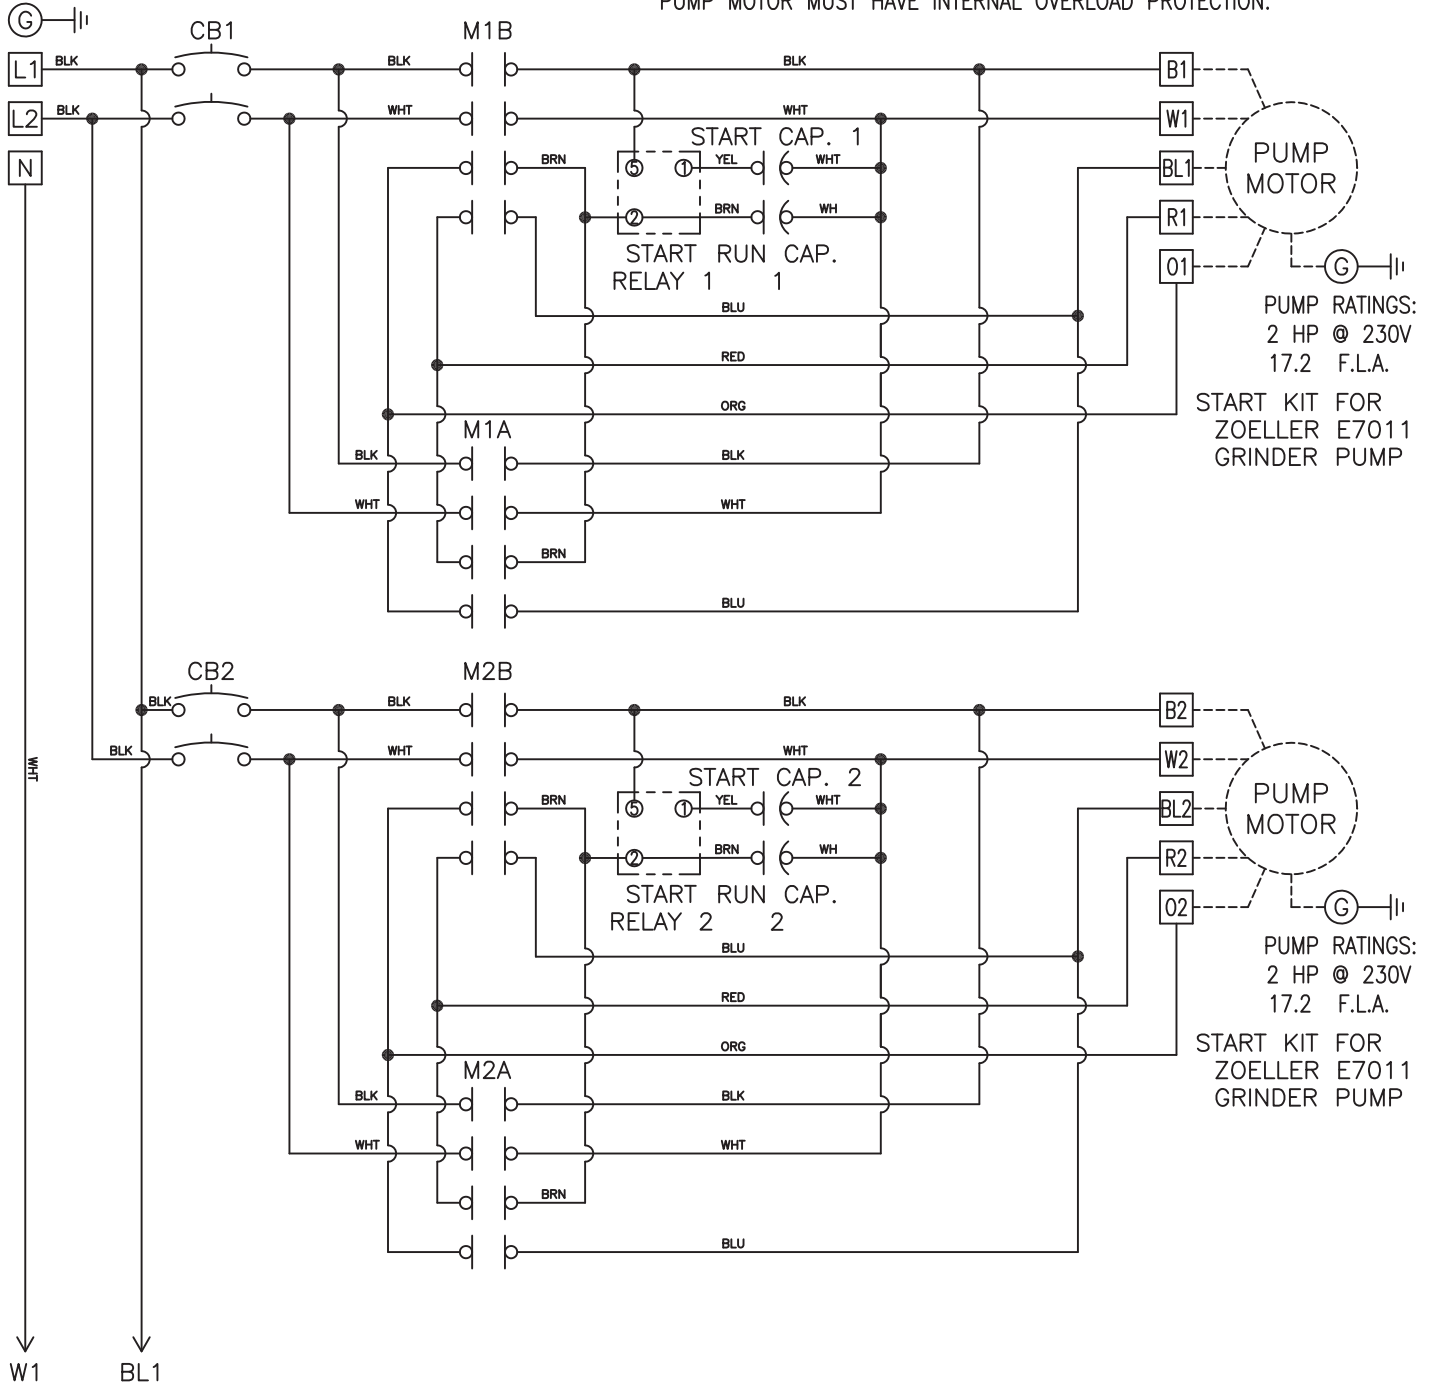 PUMP MOTOR MUST HAVE INTERNAL OVERLOAD PROTECTION.
G
CB1
M1B
L1
BLK
BLK
BLK
B1
L2
BLK
WHT
WHT
W1
START CAP. 1
PUMP
MOTOR
N
BRN
5
1
YEL
WHT
BL1
2
BRN
WH
R1
START RUN CAP.
RELAY 1 1
O1
G
BLU
PUMP RATINGS:
2 HP @ 230V
17.2 F.L.A.
RED
ORG
START KIT FOR
ZOELLER E7011
GRINDER PUMP
M1A
BLK
BLK
WHT
WHT
BRN
BLU
CB2
M2B
BLK
BLK
BLK
B2
BLK
WHT
WHT
W2
WHT
START CAP. 2
PUMP
MOTOR
BRN
5
1
YEL
WHT
BL2
2
BRN
WH
R2
START RUN CAP.
RELAY 2 2
O2
G
BLU
PUMP RATINGS:
2 HP @ 230V
17.2 F.L.A.
RED
ORG
START KIT FOR
ZOELLER E7011
GRINDER PUMP
M2A
BLK
BLK
WHT
WHT
BRN
BLU
W1
BL1